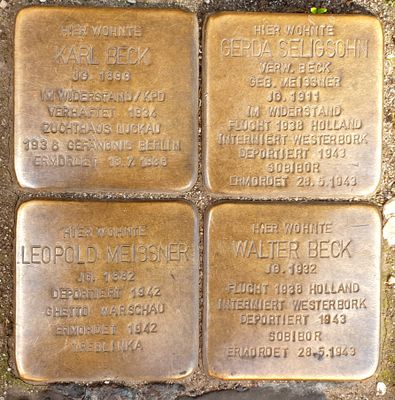 HIER WOHNTE
KARL BECK
JG. 1898
IM WIDERSTAND/KPD
VERHAFTET 1934
ZUCHTHAUS LUCKAU
1936 GEFÄNGNIS BERLIN
ERMORDET 13.2.1936
HIER WOHNTE
GERDA SELIGSOHN
VERW. BECK
GEB. MEISSNER
JG. 1911
IM WIDERSTAND
FLUCHT 1938 HOLLAND
INTERNIERT WESTERBORK
DEPORTIERT 1943
SOBIBOR
ERMORDET 28.5.1943
HIER WOHNTE
LEOPOLD MEISSNER
JG. 1882
DEPORTIERT 1942
GHETTO WARSCHAU
ERMORDET 1942
TREBLINKA
HIER WOHNTE
WALTER BECK
JG. 1932
FLUCHT 1938 HOLLAND
INTERNIERT WESTERBORK
DEPORTIERT 1943
SOBIBOR
ERMORDET 28.5.1943